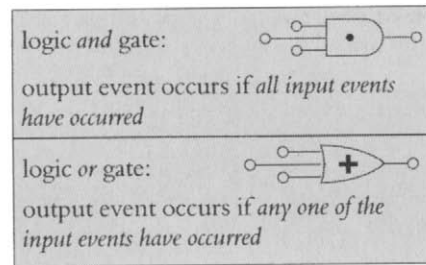 logic and gate:
output event occurs if all input events
have occurred
logic or gate:
+
output event occurs if any one of the
input events have occurred